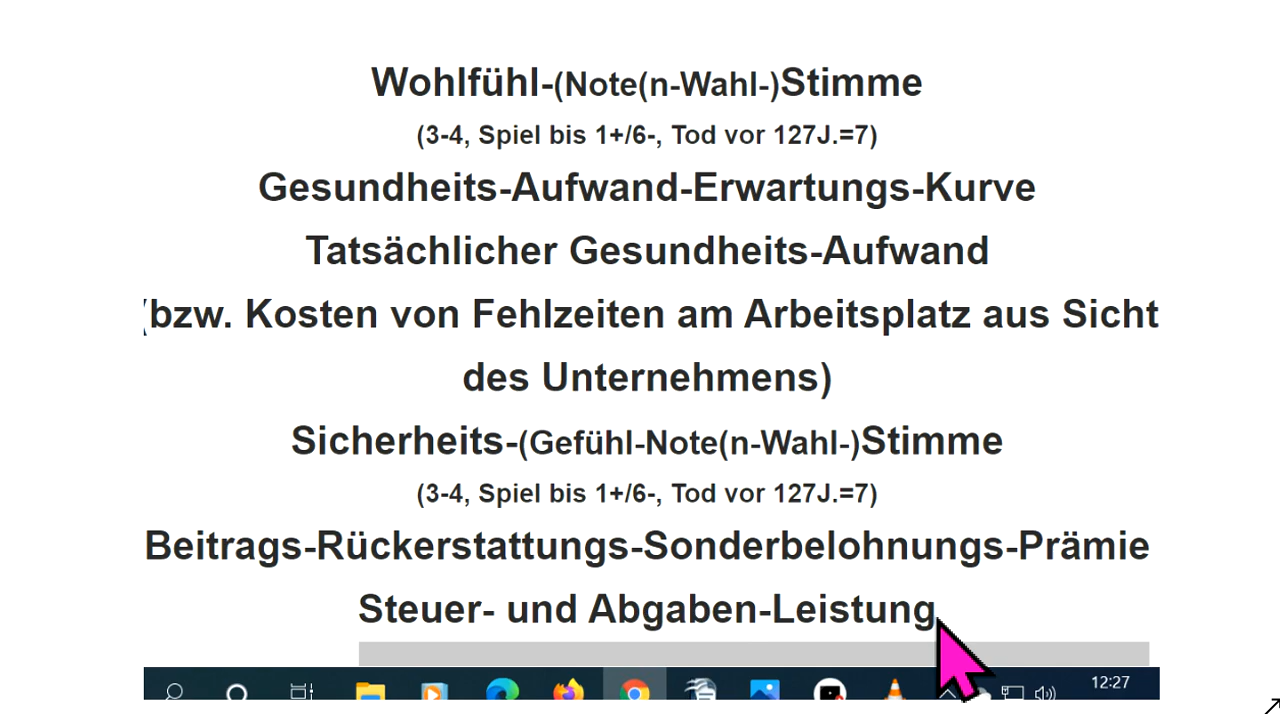 Wohlfühl-(Note(n-Wahl-)Stimme
(3-4, Spiel bis 1+/6-, Tod vor 127J.=7)
Gesundheits-Aufwand-Erwartungs-Kurve
Tatsächlicher Gesundheits-Aufwand
(bzw. Kosten von Fehlzeiten am Arbeitsplatz aus Sicht
des Unternehmens)
Sicherheits-(Gefühl-Note(n-Wahl-)Stimme
(3-4, Spiel bis 1+/6-, Tod vor 127J.=7)
Beitrags-Rückerstattungs-Sonderbelohnungs-Prämie
Steuer- und Abgaben-Leistung
12:27